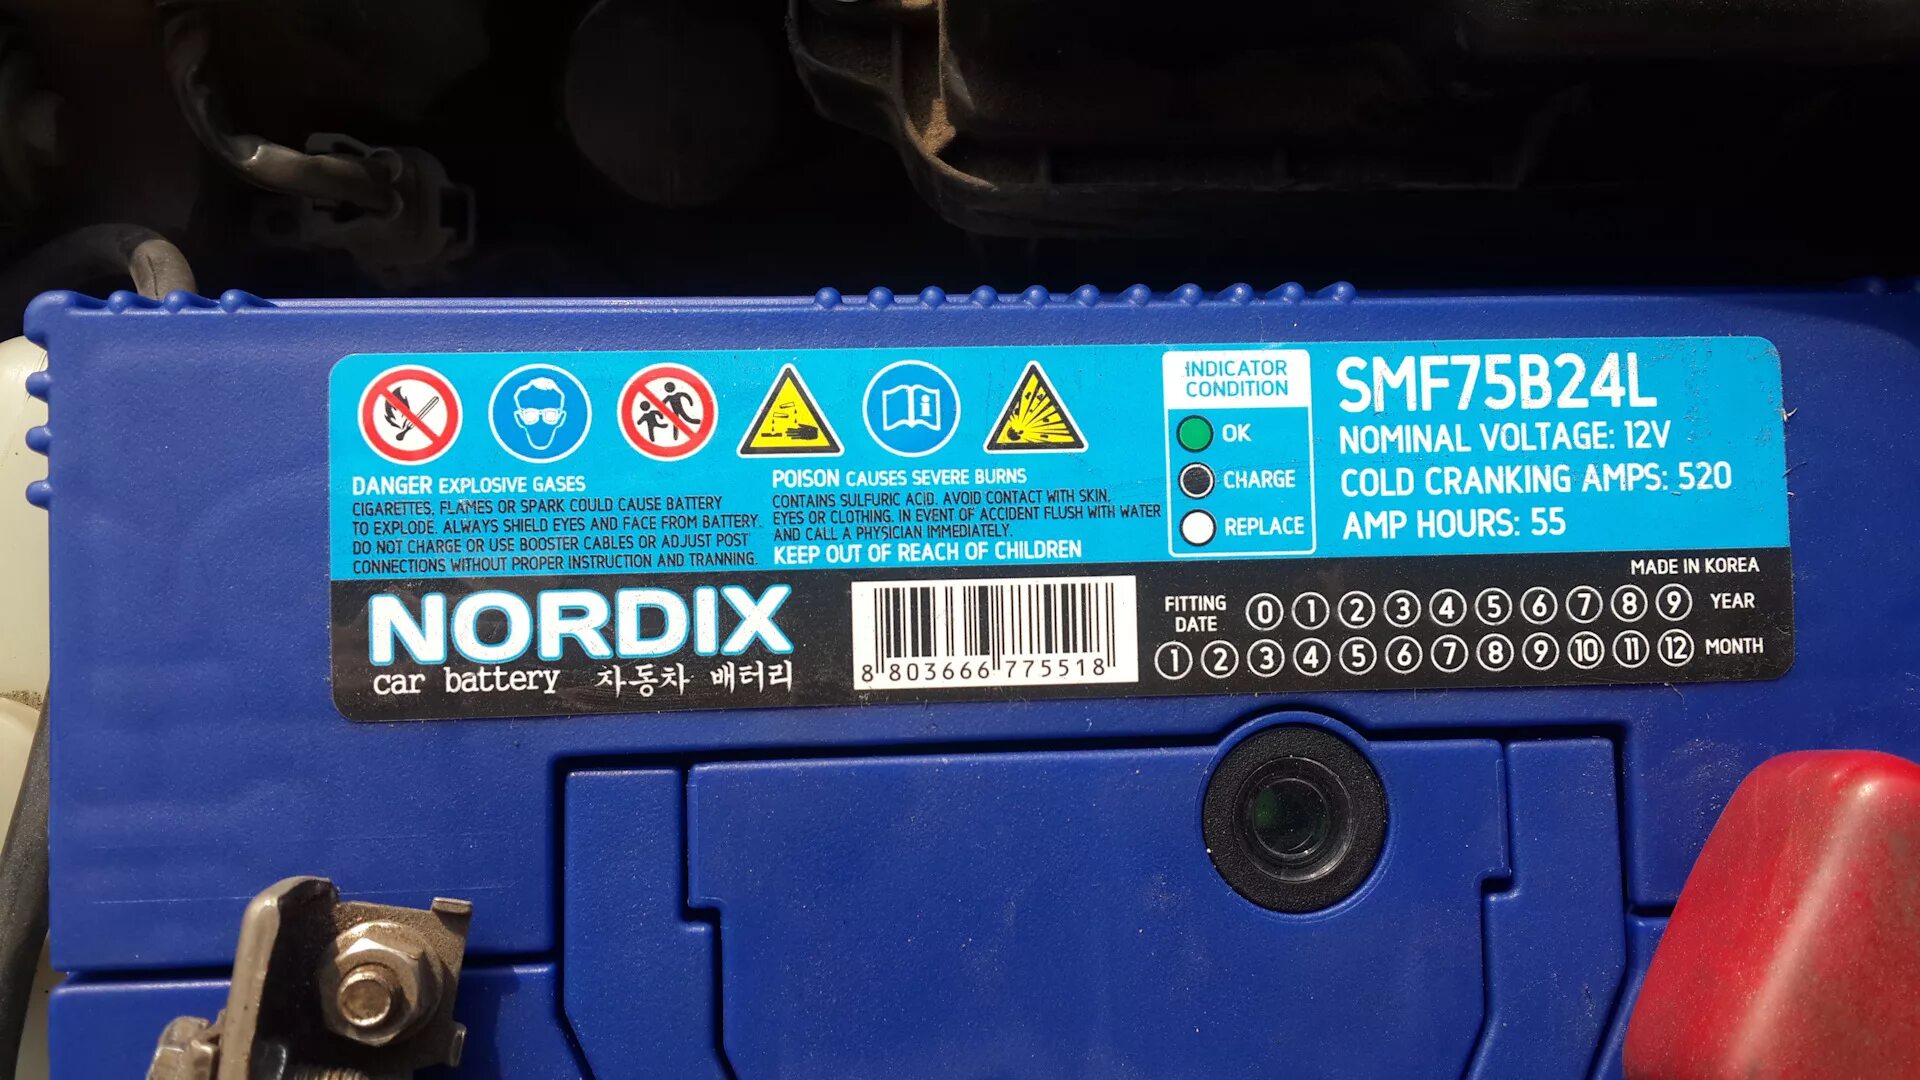 DANGER EXPLOSIVE GASES
CIGARETTES, FLAMES OR SPARK COULD CAUSE BATTERY
TO EXPLODE. ALWAYS SHIELD EYES AND FACE FROM BATTERY.
DO NOT CHARGE OR USE BOOSTER CABLES OR ADJUST POST
CONNECTIONS WITHOUT PROPER INSTRUCTION AND TRANNING.
POISON CAUSES SEVERE BURNS
CONTAINS SULFURIC ACID. AVOID CONTACT WITH SKIN,
EYES OR CLOTHING. IN EVENT OF ACCIDENT FLUSH WITH WATER
AND CALL A PHYSICIAN IMMEDIATELY.
KEEP OUT OF REACH OF CHILDREN
INDICATOR
CONDITION
OK
CHARGE
REPLACE
SMF75B24L
NOMINAL VOLTAGE: 12V
COLD CRANKING AMPS: 520
AMP HOURS: 55
MADE IN KOREA
NORDIX
car battery 자동차 배터리
8 803666 775518
FITTING
DATE
0 1 2 3 4 5 6 7 8 9 YEAR
1 2 3 4 5 6 7 8 9 10 11 12 MONTH